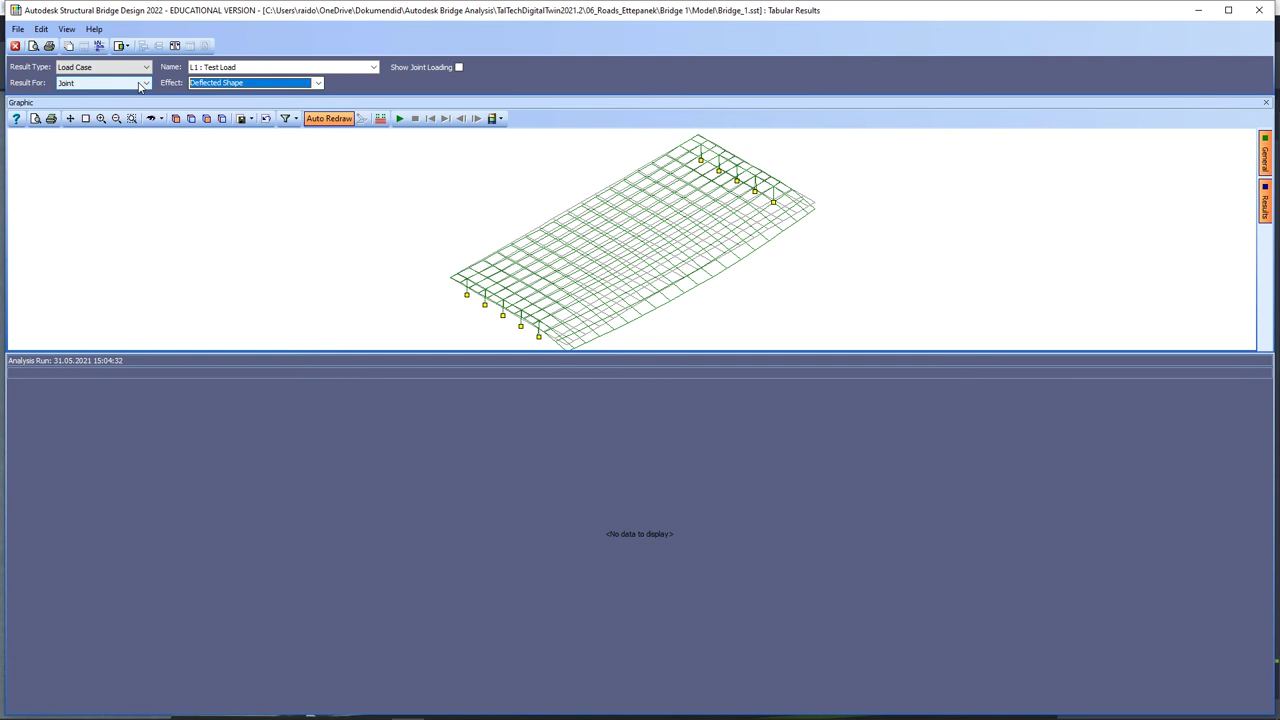 Autodesk Structural Bridge Design 2022 - EDUCATIONAL VERSION - [C:\Users\raido\OneDrive\Dokumendid\Autodesk Bridge Analysis\TalTechDigitalTwin2021.2\06_Roads_Ettepanek\Bridge 1\Model\Bridge_1.sst] : Tabular Results
File Edit View Help
Result Type: Load Case Name: L1 : Test Load Show Joint Loading
Result For: Joint Effect: Deflected Shape
Graphic
Auto Redraw
General
Results
Analysis Run: 31.05.2021 15:04:32
<No data to display>